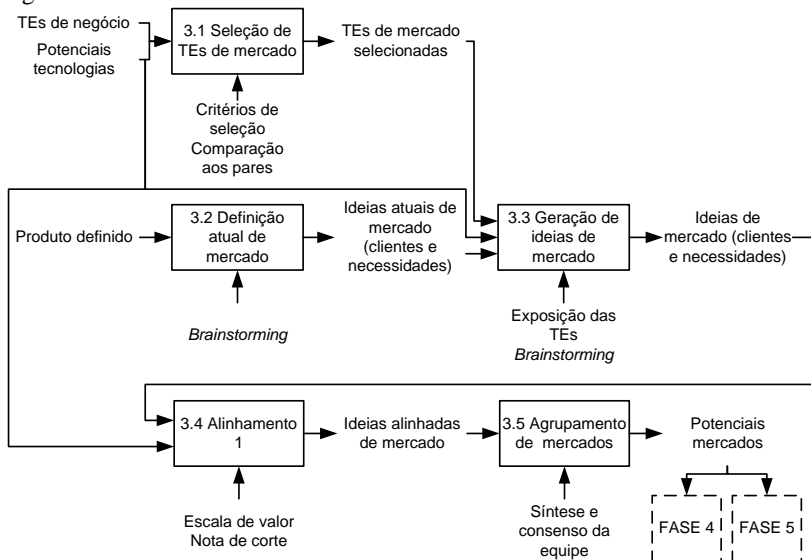 TEs de negócio
Potenciais
tecnologias
3.1 Seleção de
TEs de mercado
TEs de mercado
selecionadas
Critérios de
seleção
Comparação
aos pares
Produto definido
3.2 Definição
atual de
mercado
Ideias atuais de
mercado
(clientes e
necessidades)
3.3 Geração de
ideias de
mercado
Ideias de
mercado (clientes
e necessidades)
Brainstorming
Exposição das
TEs
Brainstorming
3.4 Alinhamento
1
Ideias alinhadas
de mercado
3.5 Agrupamento
de mercados
Potenciais
mercados
Escala de valor
Nota de corte
Síntese e
consenso da
equipe
FASE 4
FASE 5